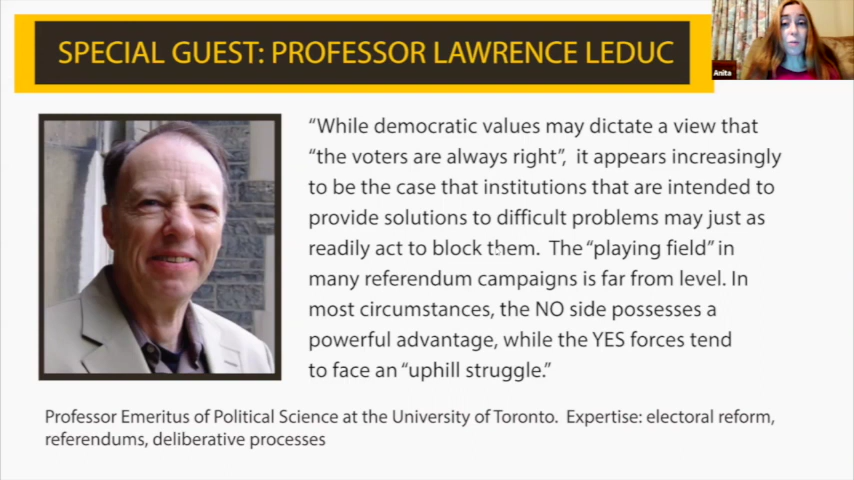 SPECIAL GUEST: PROFESSOR LAWRENCE LEDUC
Anita
“While democratic values may dictate a view that
“the voters are always right”, it appears increasingly
to be the case that institutions that are intended to
provide solutions to difficult problems may just as
readily act to block them. The “playing field” in
many referendum campaigns is far from level. In
most circumstances, the NO side possesses a
powerful advantage, while the YES forces tend
to face an “uphill struggle.”
Professor Emeritus of Political Science at the University of Toronto. Expertise: electoral reform,
referendums, deliberative processes